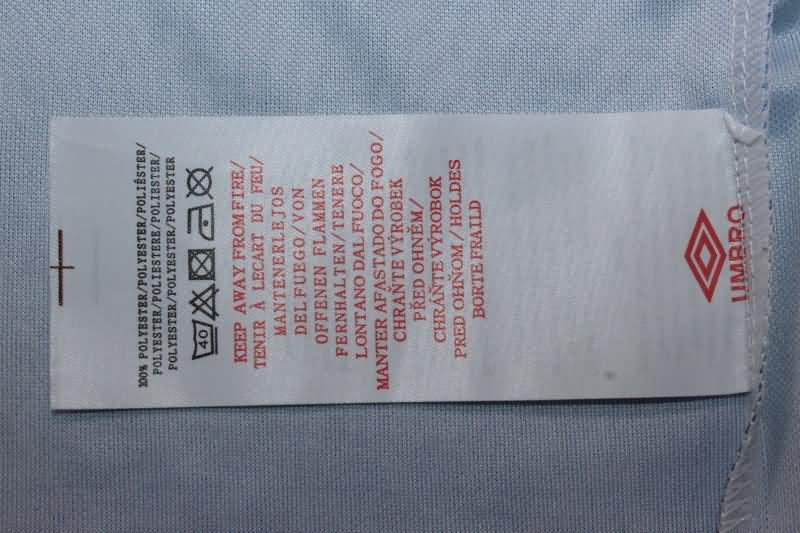 100% POLYESTER/POLYESTER/POLIÉSTER/
POLYESTER/POLIESTERE/POLIESTER/
POLYESTER/POLYESTER/POLYESTER
40
KEEP AWAY FROM FIRE/
TENIR À LECART DU FEU/
MANTENERLEJOS
DEL FUEGO/VON
OFFENEN FLAMMEN
FERNHALTEN/TENERE
LONTANO DAL FUOCO/
MANTER AFASTADO DO FOGO/
CHRAŇTE VÝROBEK
PŘED OHNĚM/
CHRÁŇTE VÝROBOK
PRED OHŇOM/HOLDES
BORTE FRAILD
UMBRO